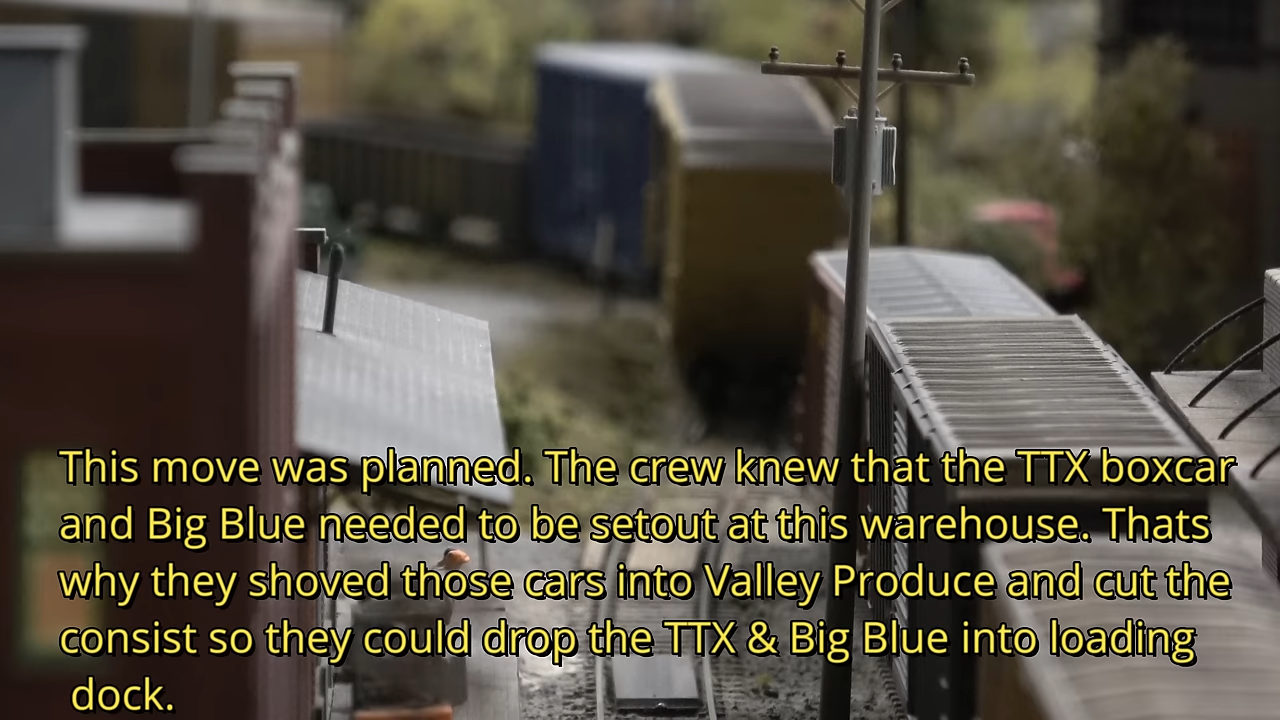 This move was planned. The crew knew that the TTX boxcar
and Big Blue needed to be setout at this warehouse. Thats
why they shoved those cars into Valley Produce and cut the
consist so they could drop the TTX & Big Blue into loading
dock.